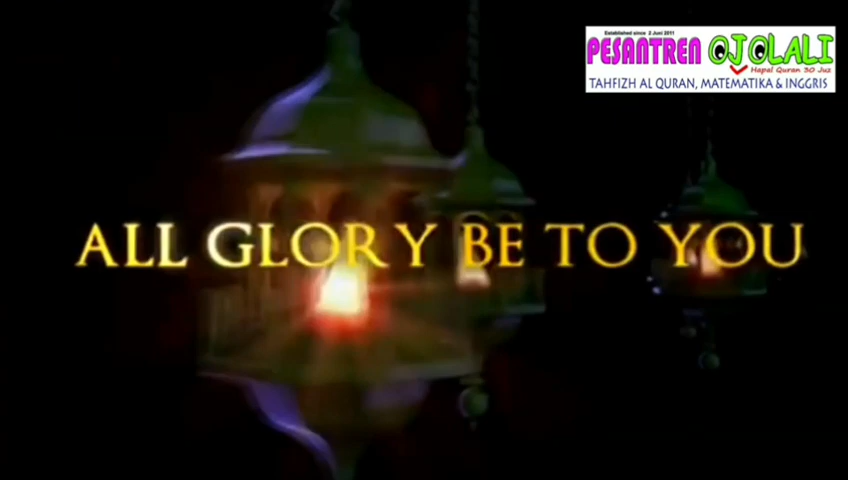 Established since 2 Juni 2011
PESANTREN OJOLALI
Hapal Quran 30 Juz
TAHFIZH AL QURAN, MATEMATIKA & INGGRIS
ALL GLORY BE TO YOU